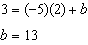 3 = (−5)(2) + b
b = 13